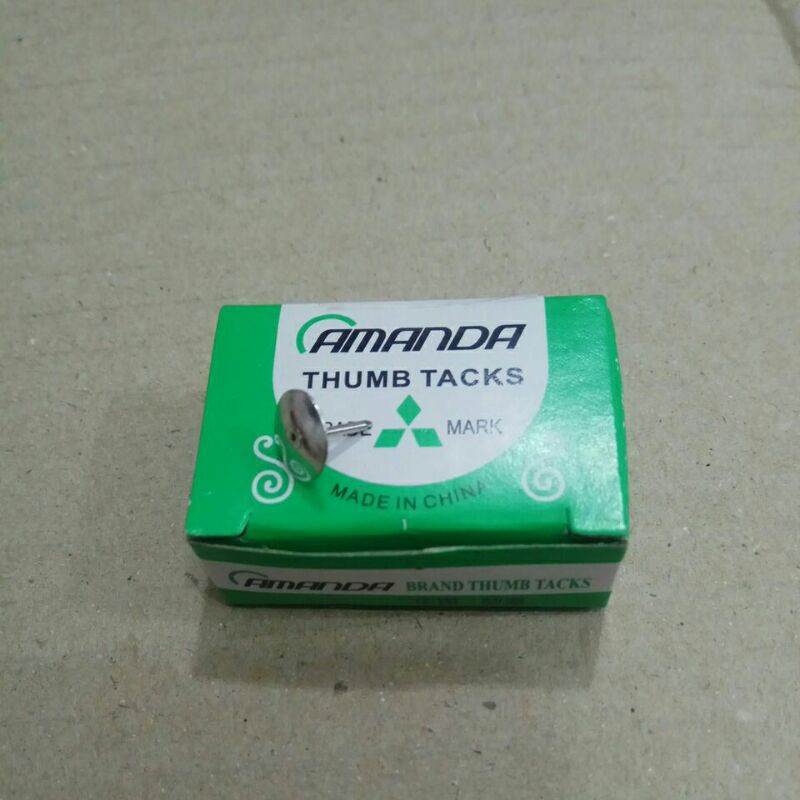 AMANDA
THUMB TACKS
MARK
MADE IN CHINA
AMANDA BRAND THUMB TACKS